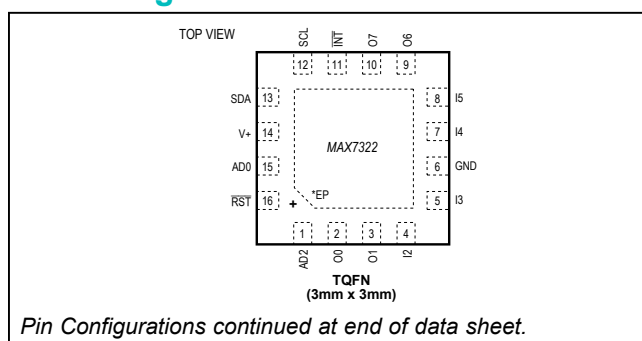 TOP VIEW
SCL INT O7 O6
12 11 10 9
SDA 13 8 I5
V+ 14 7 I4
MAX7322
AD0 15 6 GND
RST 16 5 I3
+ *EP
1 2 3 4
AD2 O0 O1 I2
TQFN
(3mm x 3mm)
Pin Configurations continued at end of data sheet.